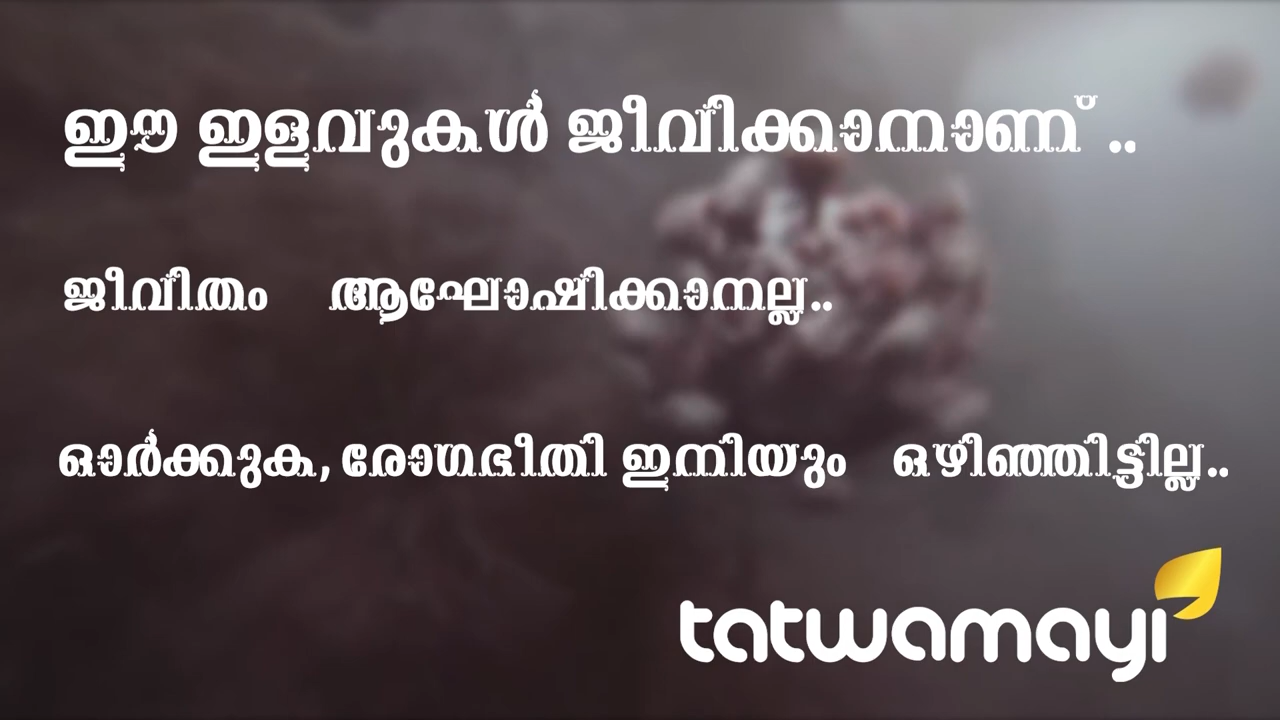 ഈ ഇളവുകൾ ജീവിക്കാനാണ് ..
ജീവിതം ആഘോഷിക്കാനല്ല..
ഓർക്കുക, രോഗഭീതി ഇനിയും ഒഴിഞ്ഞിട്ടില്ല..
tatwamayi